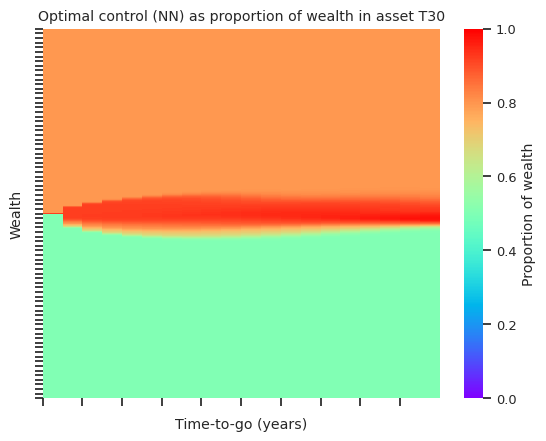 Optimal control (NN) as proportion of wealth in asset T30
1.0
0.8
0.6
0.4
0.2
0.0
Proportion of wealth
Wealth
Time-to-go (years)